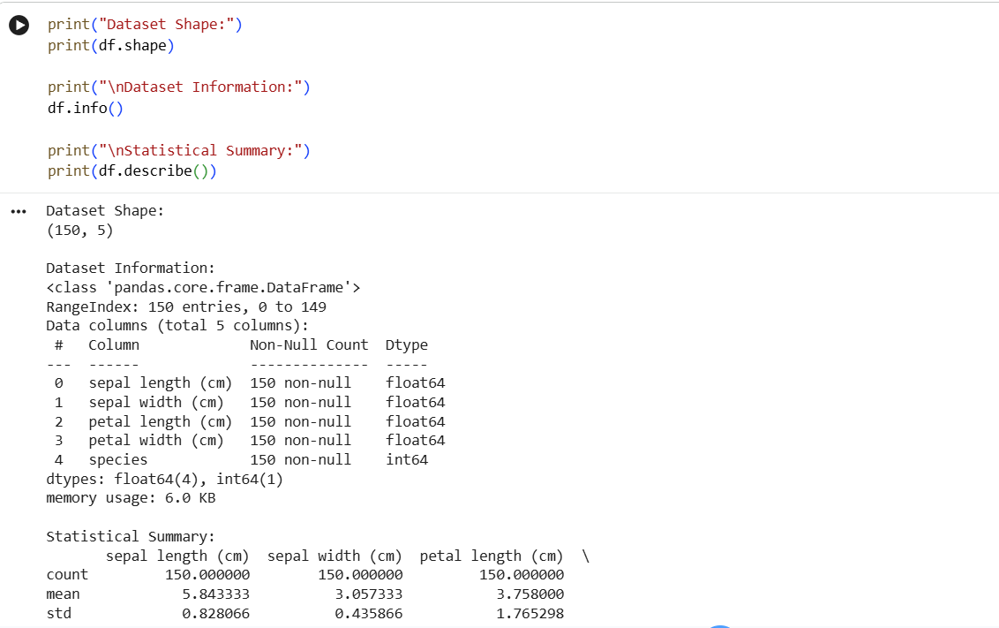 print("Dataset Shape:")
print(df.shape)
print("\nDataset Information:")
df.info()
print("\nStatistical Summary:")
print(df.describe())
Dataset Shape:
(150, 5)
Dataset Information:
<class 'pandas.core.frame.DataFrame'>
RangeIndex: 150 entries, 0 to 149
Data columns (total 5 columns):
 #   Column             Non-Null Count  Dtype
---  ------             --------------  -----
 0   sepal length (cm)  150 non-null    float64
 1   sepal width (cm)   150 non-null    float64
 2   petal length (cm)  150 non-null    float64
 3   petal width (cm)   150 non-null    float64
 4   species            150 non-null    int64
dtypes: float64(4), int64(1)
memory usage: 6.0 KB
Statistical Summary:
       sepal length (cm)  sepal width (cm)  petal length (cm)  \
count         150.000000        150.000000         150.000000
mean            5.843333          3.057333           3.758000
std             0.828066          0.435866           1.765298